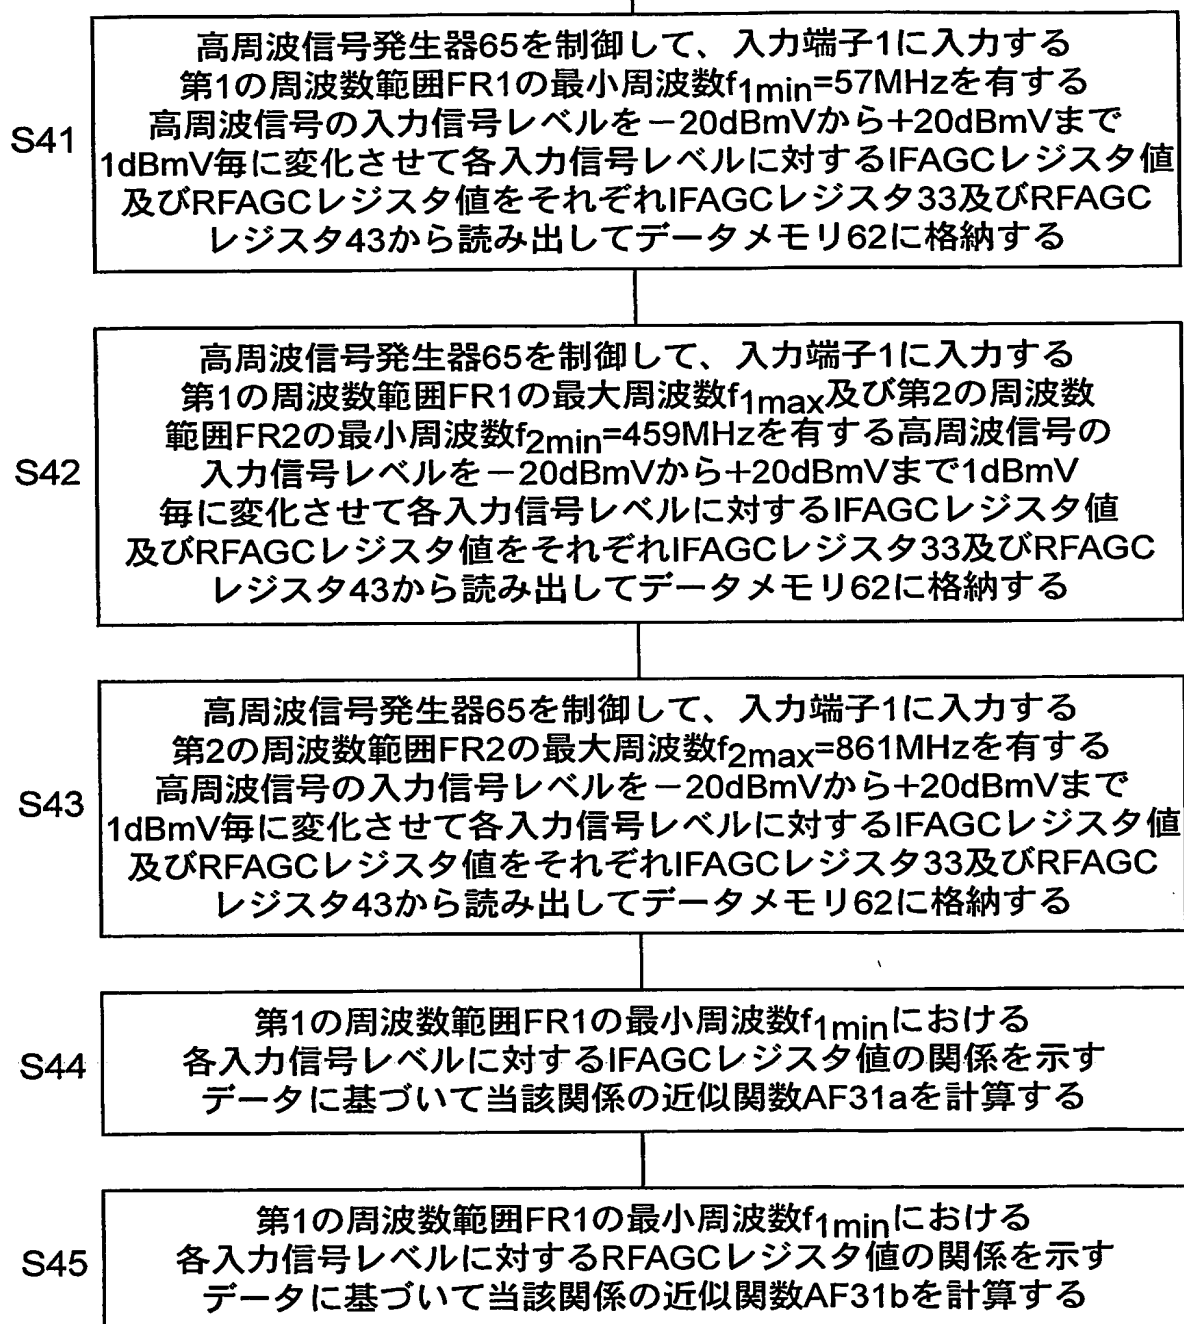 S41
高周波信号発生器65を制御して、入力端子1に入力する
第1の周波数範囲FR1の最小周波数f1min=57MHzを有する
高周波信号の入力信号レベルを－20dBmVから+20dBmVまで
1dBmV毎に変化させて各入力信号レベルに対するIFAGCレジスタ値
及びRFAGCレジスタ値をそれぞれIFAGCレジスタ33及びRFAGC
レジスタ43から読み出してデータメモリ62に格納する
S42
高周波信号発生器65を制御して、入力端子1に入力する
第1の周波数範囲FR1の最大周波数f1max及び第2の周波数
範囲FR2の最小周波数f2min=459MHzを有する高周波信号の
入力信号レベルを－20dBmVから+20dBmVまで1dBmV
毎に変化させて各入力信号レベルに対するIFAGCレジスタ値
及びRFAGCレジスタ値をそれぞれIFAGCレジスタ33及びRFAGC
レジスタ43から読み出してデータメモリ62に格納する
S43
高周波信号発生器65を制御して、入力端子1に入力する
第2の周波数範囲FR2の最大周波数f2max=861MHzを有する
高周波信号の入力信号レベルを－20dBmVから+20dBmVまで
1dBmV毎に変化させて各入力信号レベルに対するIFAGCレジスタ値
及びRFAGCレジスタ値をそれぞれIFAGCレジスタ33及びRFAGC
レジスタ43から読み出してデータメモリ62に格納する
S44
第1の周波数範囲FR1の最小周波数f1minにおける
各入力信号レベルに対するIFAGCレジスタ値の関係を示す
データに基づいて当該関係の近似関数AF31aを計算する
S45
第1の周波数範囲FR1の最小周波数f1minにおける
各入力信号レベルに対するRFAGCレジスタ値の関係を示す
データに基づいて当該関係の近似関数AF31bを計算する